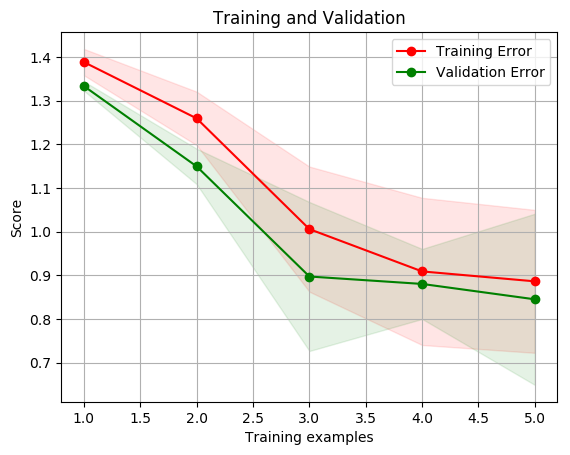 Training and Validation
Training Error
Validation Error
Score
1.4
1.3
1.2
1.1
1.0
0.9
0.8
0.7
1.0 1.5 2.0 2.5 3.0 3.5 4.0 4.5 5.0
Training examples